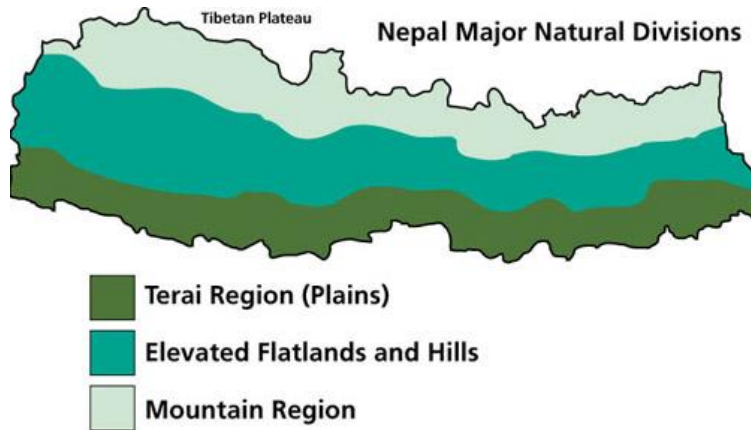 Tibetan Plateau
Nepal Major Natural Divisions
Terai Region (Plains)
Elevated Flatlands and Hills
Mountain Region